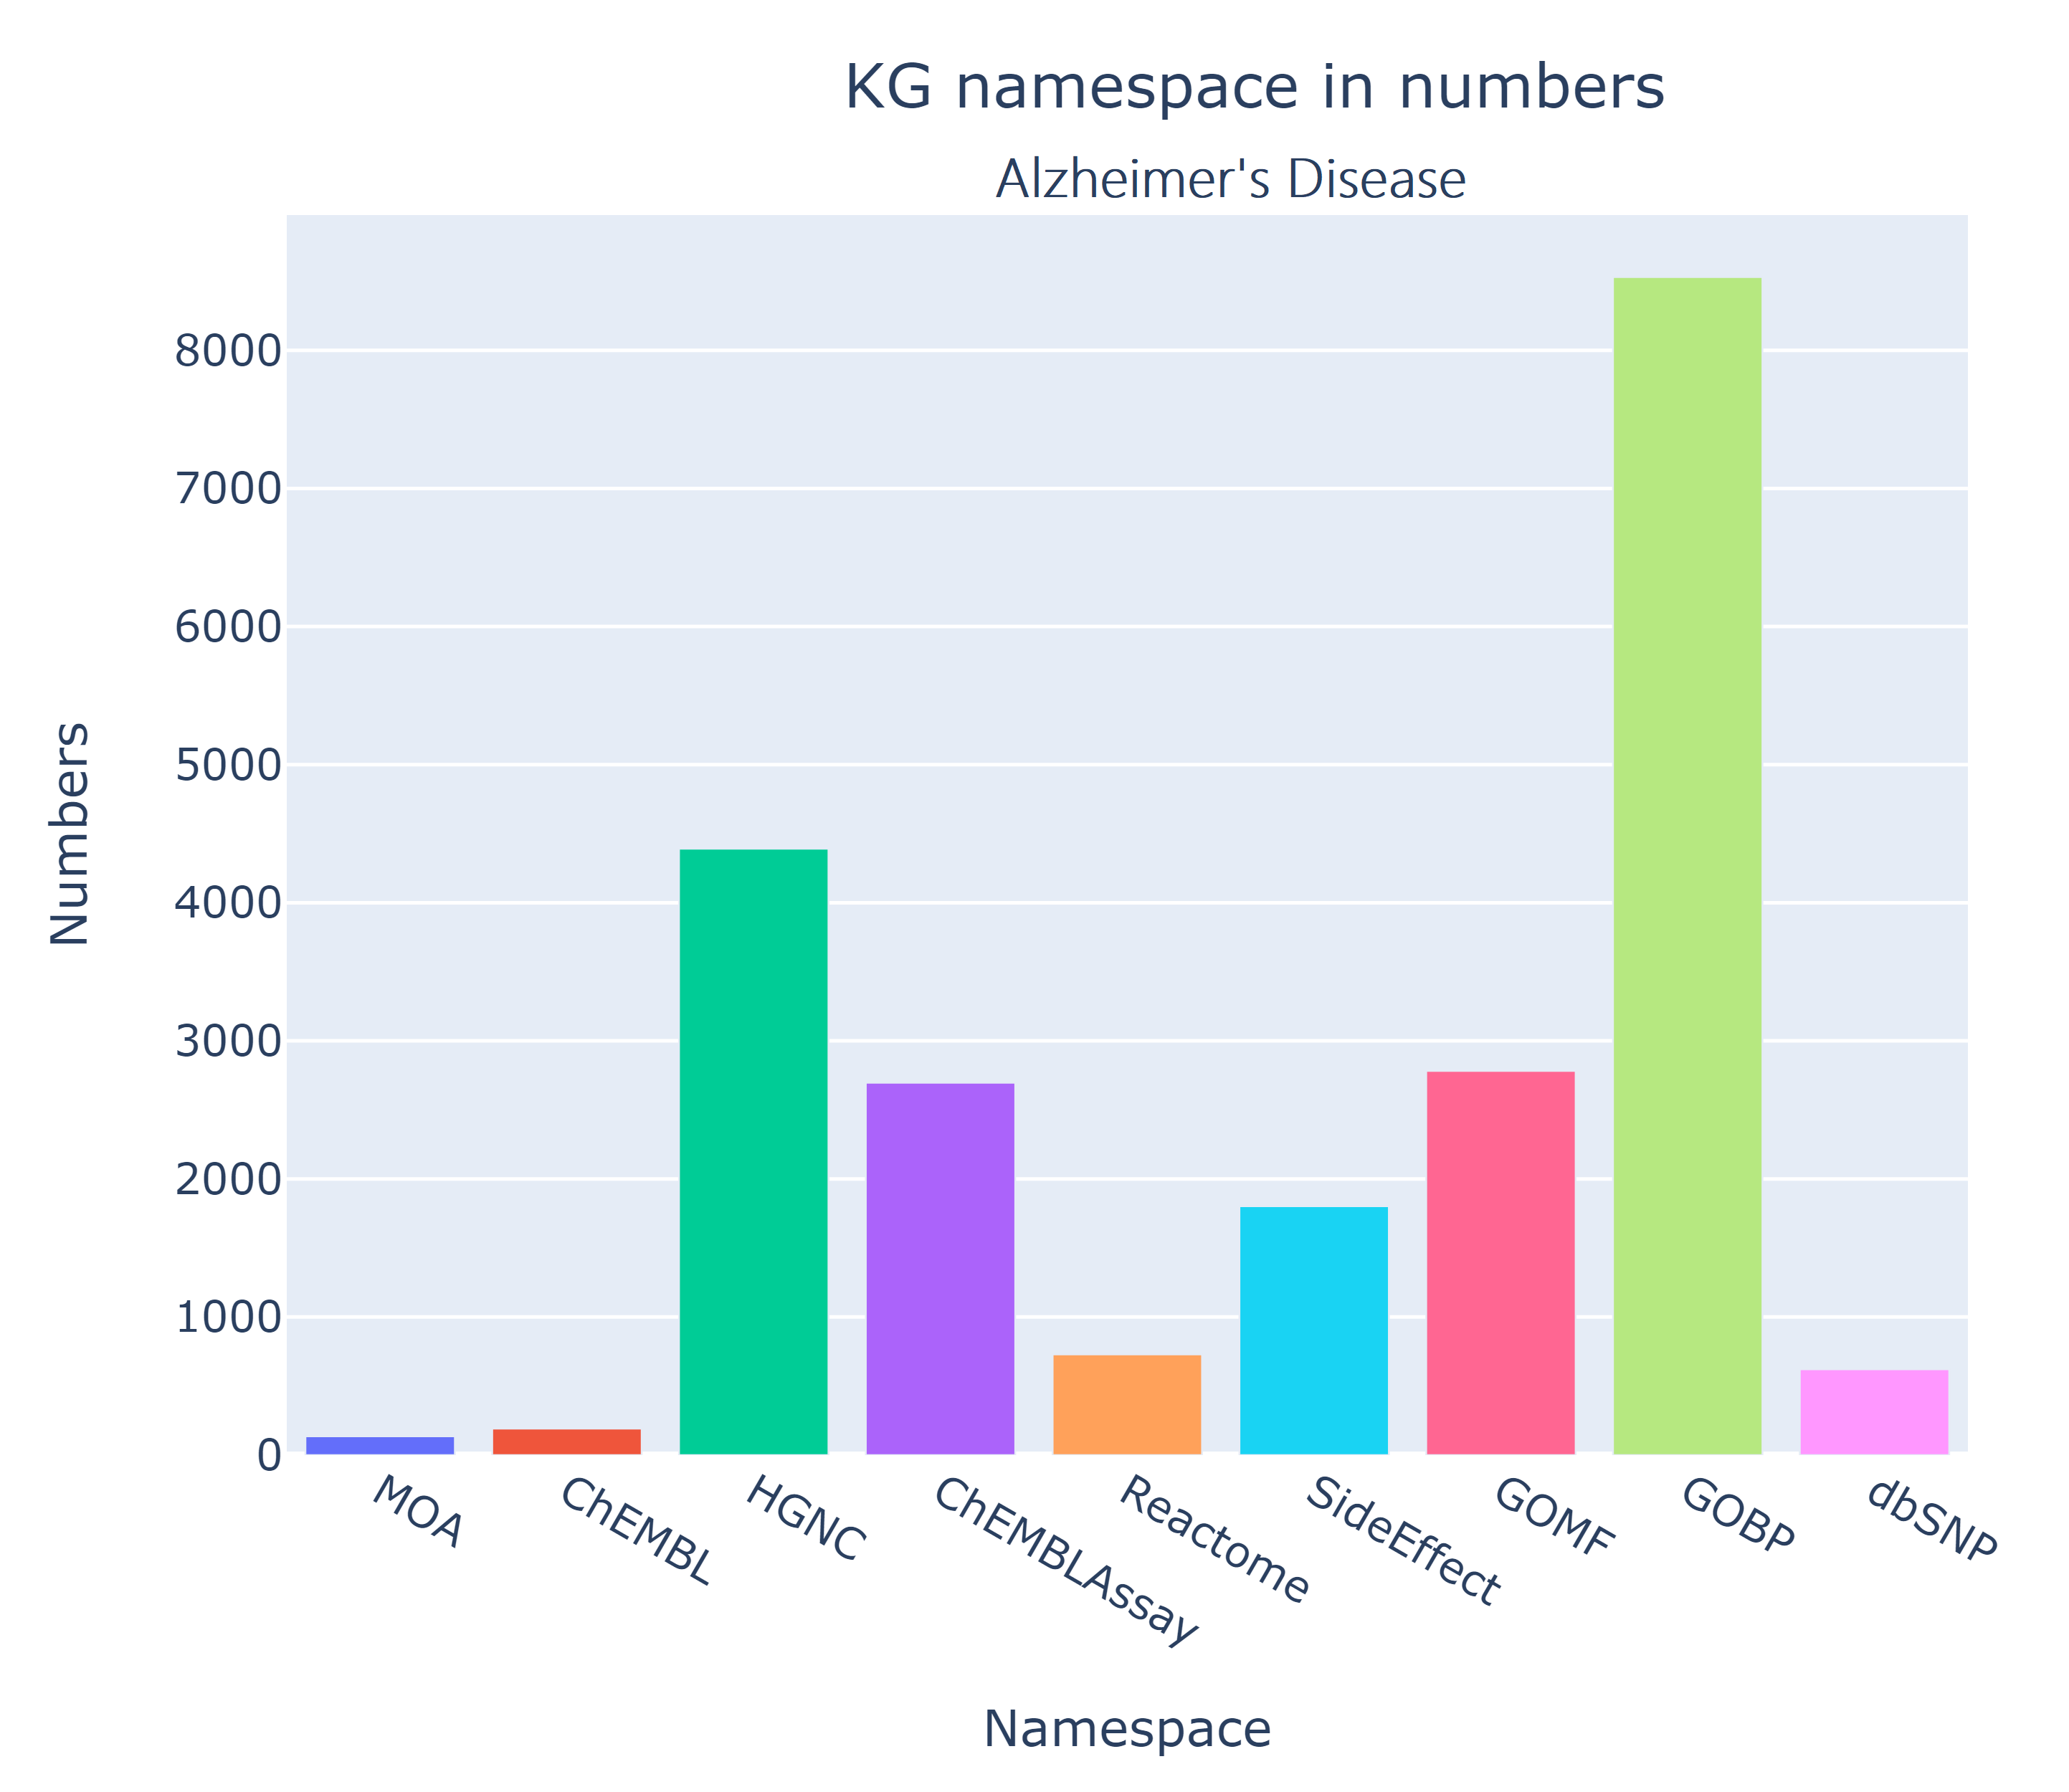 KG namespace in numbers
Alzheimer's Disease
8000
7000
6000
5000
4000
3000
2000
1000
0
Numbers
MOA
ChEMBL
HGNC
ChEMBLAssay
Reactome
SideEffect
GOMF
GOBP
dbSNP
Namespace